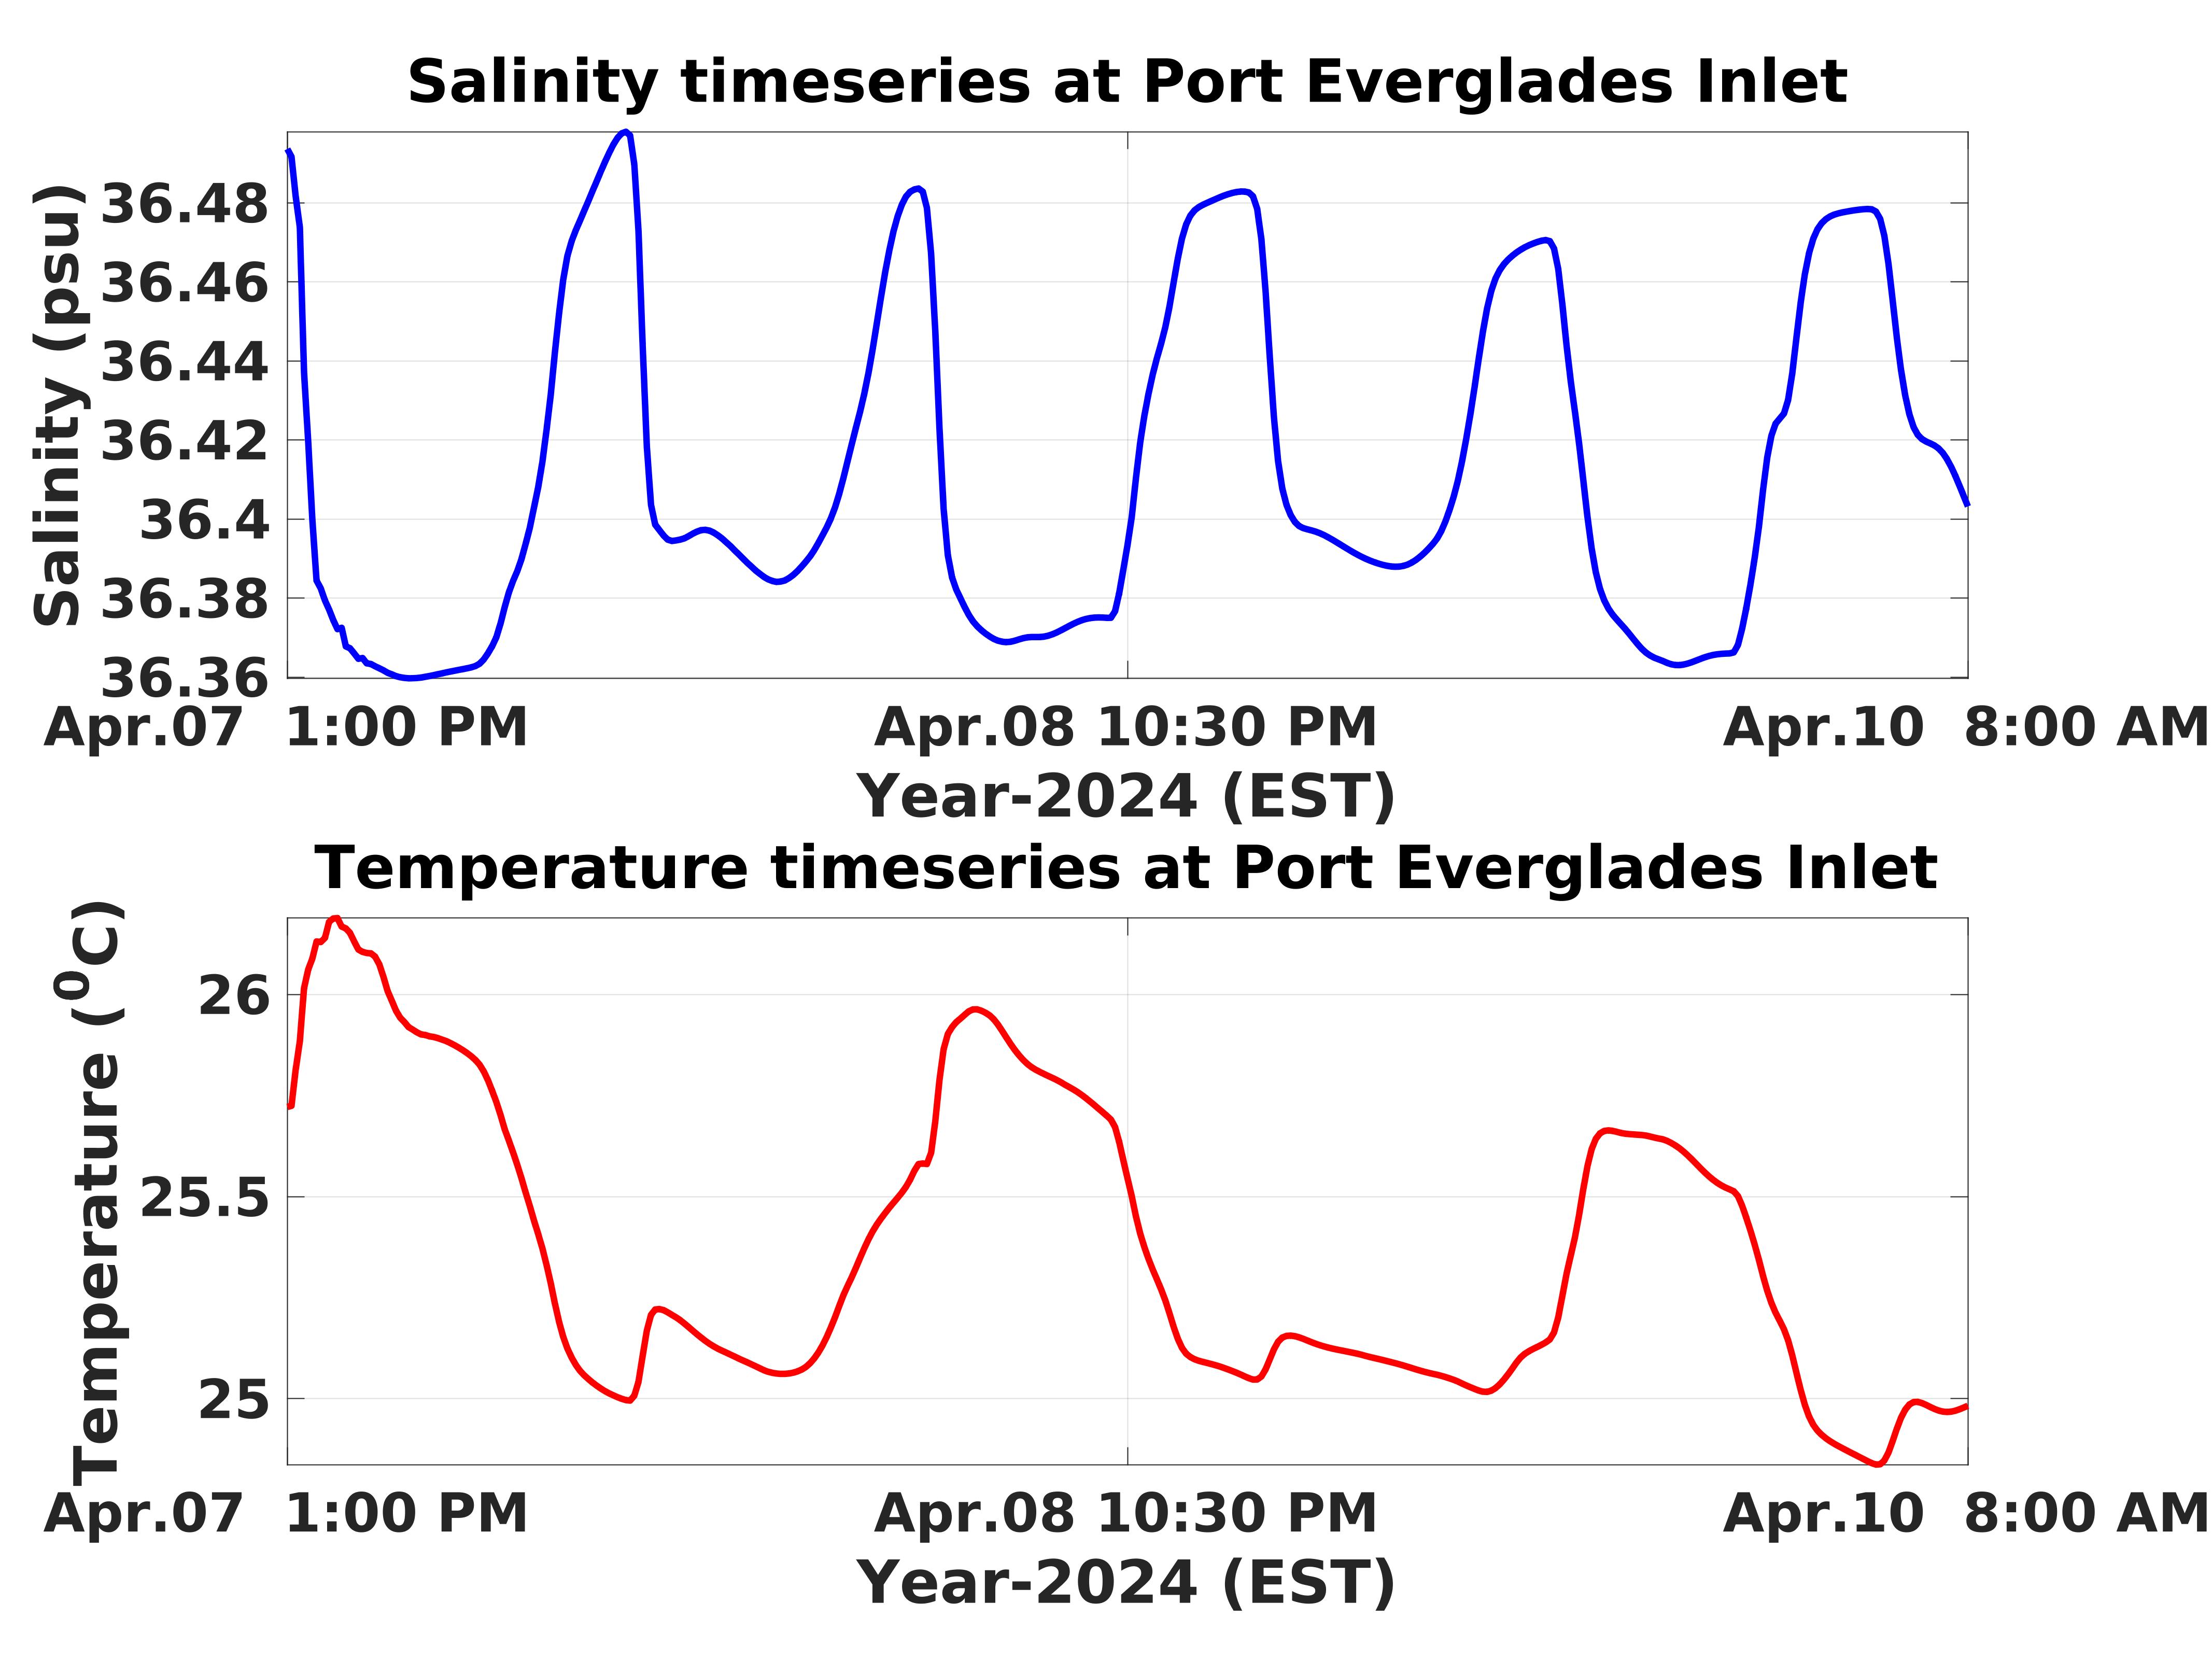 Salinity timeseries at Port Everglades Inlet
Salinity (psu)
36.48
36.46
36.44
36.42
36.4
36.38
36.36
Apr.07 1:00 PM
Apr.08 10:30 PM
Apr.10 8:00 AM
Year-2024 (EST)
Temperature timeseries at Port Everglades Inlet
Temperature (⁰C)
26
25.5
25
Apr.07 1:00 PM
Apr.08 10:30 PM
Apr.10 8:00 AM
Year-2024 (EST)